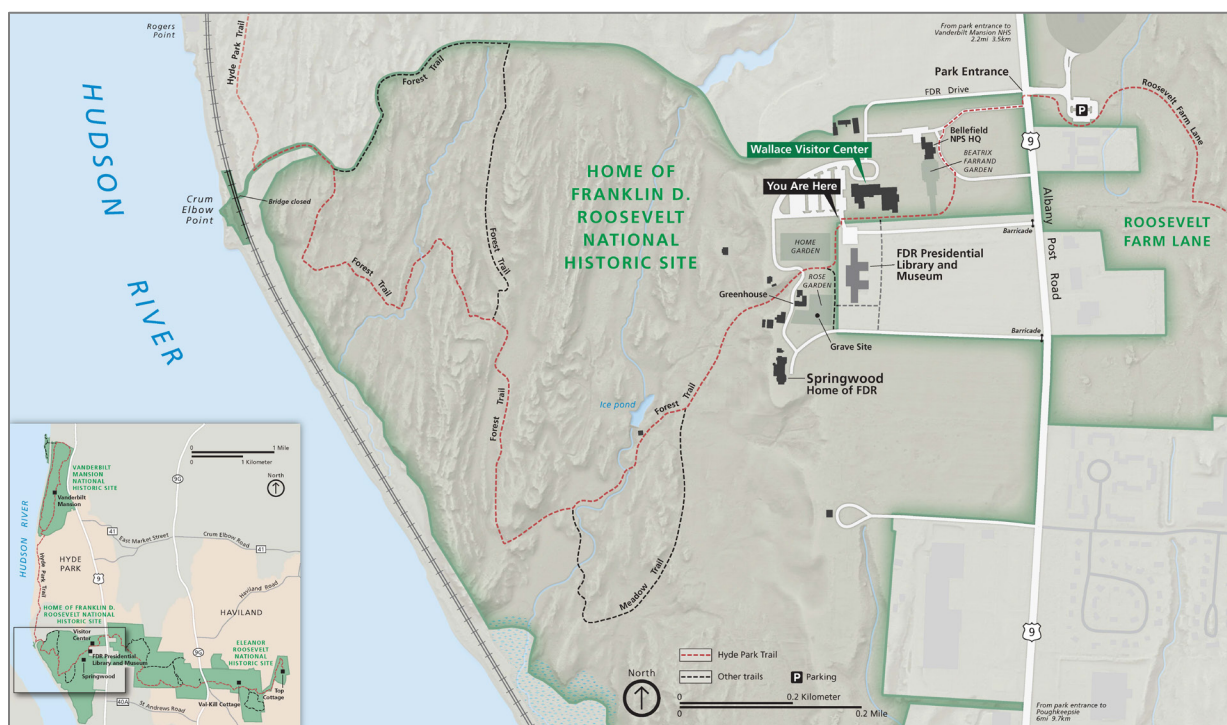 Rogers
Point
Hyde Park Trail
Forest Trail
HUDSON
RIVER
Crum
Elbow
Point
Bridge closed
Forest Trail
Forest Trail
Forest Trail
HOME OF
FRANKLIN D.
ROOSEVELT
NATIONAL
HISTORIC SITE
From park entrance to
Vanderbilt Mansion NHS
2.2mi 3.5km
Park Entrance
FDR Drive
P
Roosevelt Farm Lane
9
Bellefield
NPS HQ
BEATRIX
FARRAND
GARDEN
Wallace Visitor Center
You Are Here
Albany Post Road
Barricade
ROOSEVELT
FARM LANE
HOME
GARDEN
FDR Presidential
Library and
Museum
ROSE
GARDEN
Greenhouse
Grave Site
Barricade
Springwood
Home of FDR
Ice pond
Forest Trail
Meadow Trail
9
North
Hyde Park Trail
Other trails
P Parking
0 0.2 Kilometer
0 0.2 Mile
From park entrance to
Poughkeepsie
6mi 9.7km
0 1 Mile
0 1 Kilometer
North
VANDERBILT
MANSION
NATIONAL
HISTORIC SITE
Vanderbilt
Mansion
9G
HUDSON RIVER
41
East Market Street
Crum Elbow Road
41
Hyde Park Trail
HYDE
PARK
9
Haviland Road
HAVILAND
HOME OF FRANKLIN D.
ROOSEVELT NATIONAL
HISTORIC SITE
Visitor
Center
FDR Presidential
Library and Museum
Springwood
9G
ELEANOR
ROOSEVELT
NATIONAL
HISTORIC SITE
Top
Cottage
Val-Kill Cottage
40A
St Andrews Road